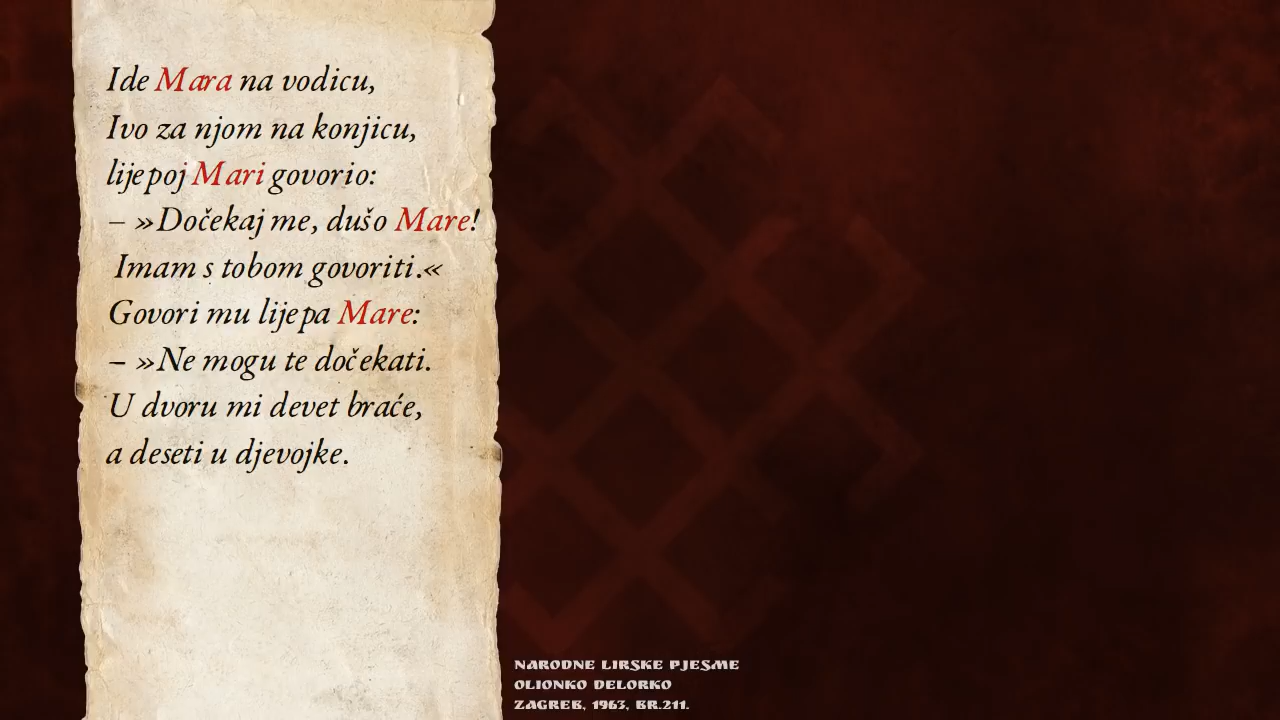 Ide Mara na vodicu,
Ivo za njom na konjicu,
lijepoj Mari govorio:
– »Dočekaj me, dušo Mare!
Imam s tobom govoriti.«
Govori mu lijepa Mare:
– »Ne mogu te dočekati.
U dvoru mi devet braće,
a deseti u djevojke.
NARODNE LIRSKE PJESME
OLIONKO DELORKO
ZAGREB, 1963, BR.211.